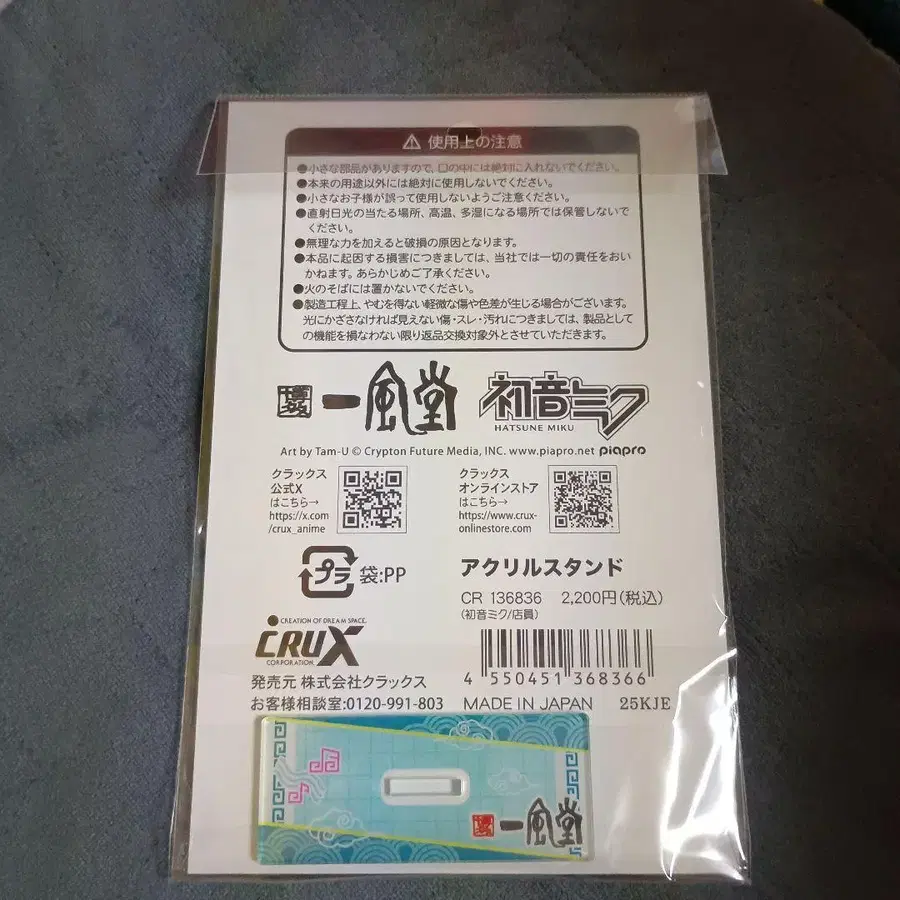 ⚠ 使用上の注意
●小さな部品がありますので、口の中には絶対に入れないでください。
●本来の用途以外には絶対に使用しないでください。
●小さなお子様が誤って使用しないようご注意ください。
●直射日光の当たる場所、高温、多湿になる場所では保管しないで
ください。
●無理な力を加えると破損の原因となります。
●本品に起因する損害につきましては、当社では一切の責任をおい
かねます。あらかじめご了承ください。
●火のそばには置かないでください。
●製造工程上、やむを得ない軽微な傷や色差が生じる場合がございます。
光にかざさなければ見えない傷・スレ・汚れにつきましては、製品として
の機能を損なわない限り返品交換対象外とさせていただきます。
博多 一風堂
初音ミク
HATSUNE MIKU
Art by Tam-U © Crypton Future Media, INC. www.piapro.net piapro
クラックス
公式X
はこちら→
https://x.com
/crux_anime
クラックス
オンラインストア
はこちら→
https://www.crux-
onlinestore.com
プラ 袋:PP
アクリルスタンド
CR 136836 2,200円(税込)
(初音ミク/店員)
CREATION OF DREAM SPACE.
CRUX
CORPORATION.
4 550451 368366
発売元 株式会社クラックス
お客様相談室:0120-991-803
MADE IN JAPAN 25KJE
一風堂